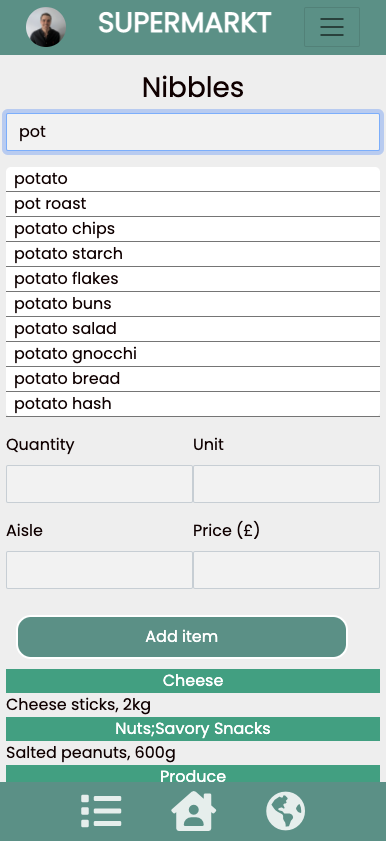 SUPERMARKT
Nibbles
pot
potato
pot roast
potato chips
potato starch
potato flakes
potato buns
potato salad
potato gnocchi
potato bread
potato hash
Quantity Unit
Aisle Price (£)
Add item
Cheese
Cheese sticks, 2kg
Nuts;Savory Snacks
Salted peanuts, 600g
Produce